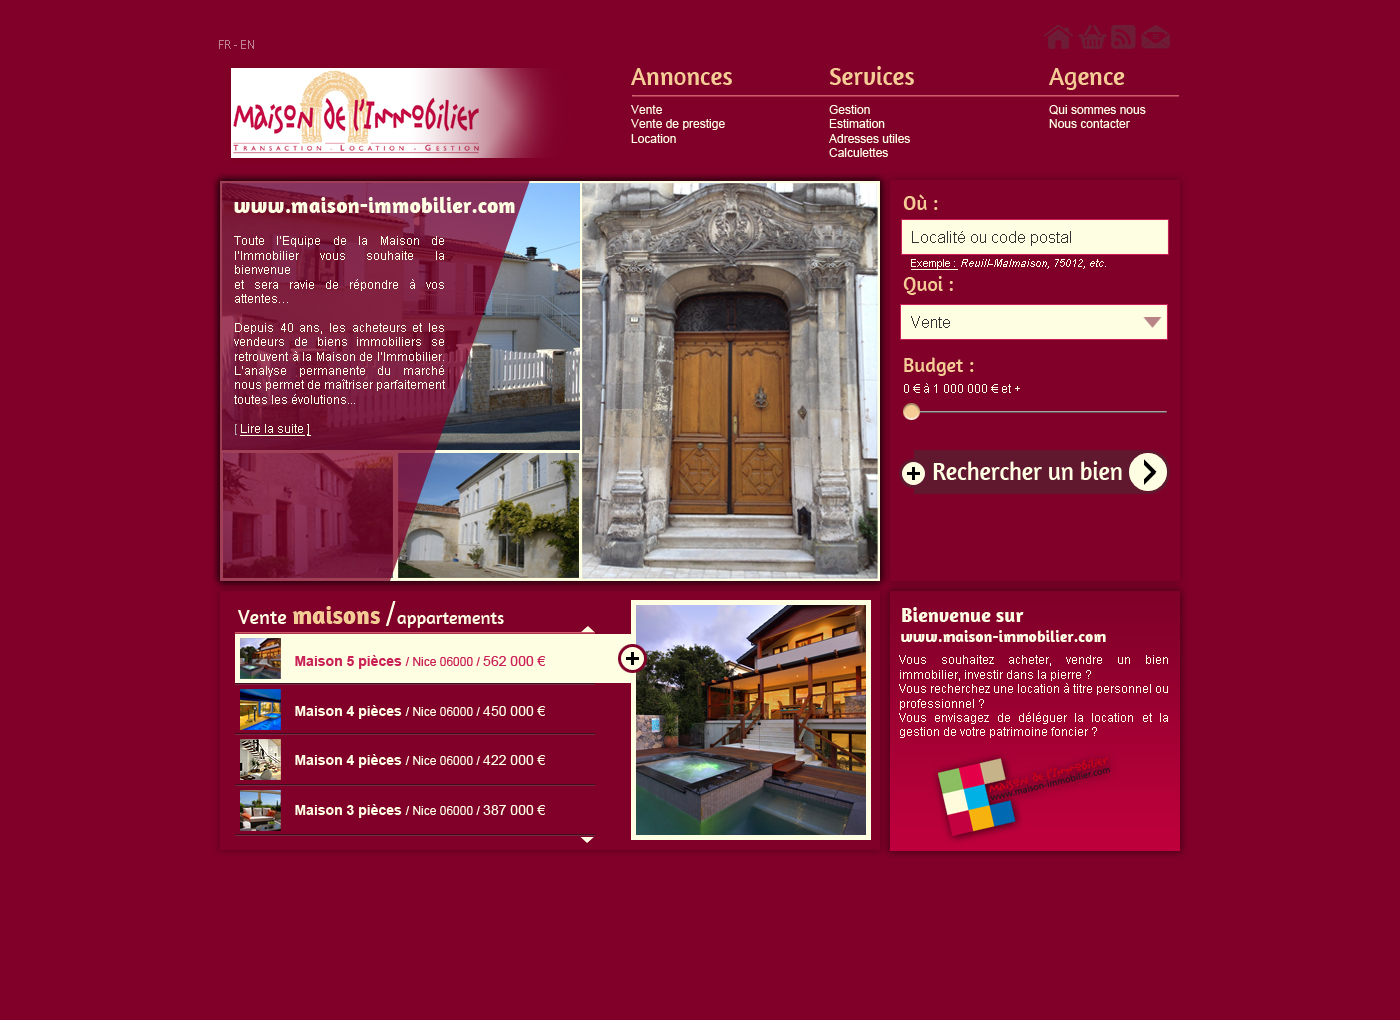 FR - EN
Maison de l'Immobilier
Transaction - Location - Gestion
Annonces
Vente
Vente de prestige
Location
Services
Gestion
Estimation
Adresses utiles
Calculettes
Agence
Qui sommes nous
Nous contacter
www.maison-immobilier.com
Toute l'Equipe de la Maison de
l'Immobilier vous souhaite la
bienvenue
et sera ravie de répondre à vos
attentes...
Depuis 40 ans, les acheteurs et les
vendeurs de biens immobiliers se
retrouvent à la Maison de l'Immobilier.
L'analyse permanente du marché
nous permet de maîtriser parfaitement
toutes les évolutions...
[ Lire la suite ]
Où :
Localité ou code postal
Exemple : Reuill-Malmaison, 75012, etc.
Quoi :
Vente
Budget :
0 € à 1 000 000 € et +
Rechercher un bien
Vente maisons / appartements
Maison 5 pièces / Nice 06000 / 562 000 €
Maison 4 pièces / Nice 06000 / 450 000 €
Maison 4 pièces / Nice 06000 / 422 000 €
Maison 3 pièces / Nice 06000 / 387 000 €
Bienvenue sur
www.maison-immobilier.com
Vous souhaitez acheter, vendre un bien
immobilier, investir dans la pierre ?
Vous recherchez une location à titre personnel ou
professionnel ?
Vous envisagez de déléguer la location et la
gestion de votre patrimoine foncier ?
Maison de l'Immobilier
www.maison-immobilier.com